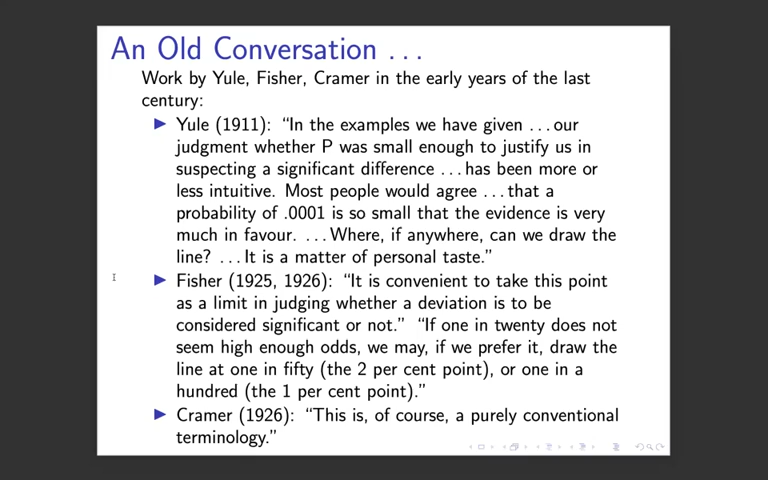 An Old Conversation ...
Work by Yule, Fisher, Cramer in the early years of the last
century:
Yule (1911): “In the examples we have given ... our
judgment whether P was small enough to justify us in
suspecting a significant difference ... has been more or
less intuitive. Most people would agree ... that a
probability of .0001 is so small that the evidence is very
much in favour. ... Where, if anywhere, can we draw the
line? ... It is a matter of personal taste.”
Fisher (1925, 1926): “It is convenient to take this point
as a limit in judging whether a deviation is to be
considered significant or not.” “If one in twenty does not
seem high enough odds, we may, if we prefer it, draw the
line at one in fifty (the 2 per cent point), or one in a
hundred (the 1 per cent point).”
Cramer (1926): “This is, of course, a purely conventional
terminology.”